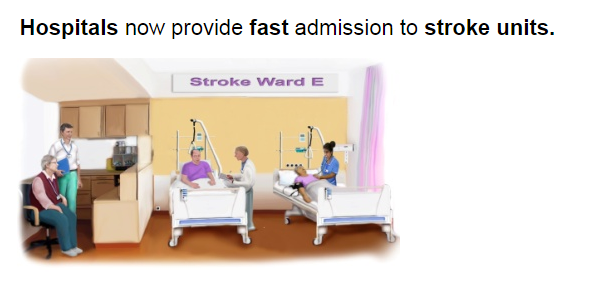 Hospitals now provide fast admission to stroke units.
Stroke Ward E